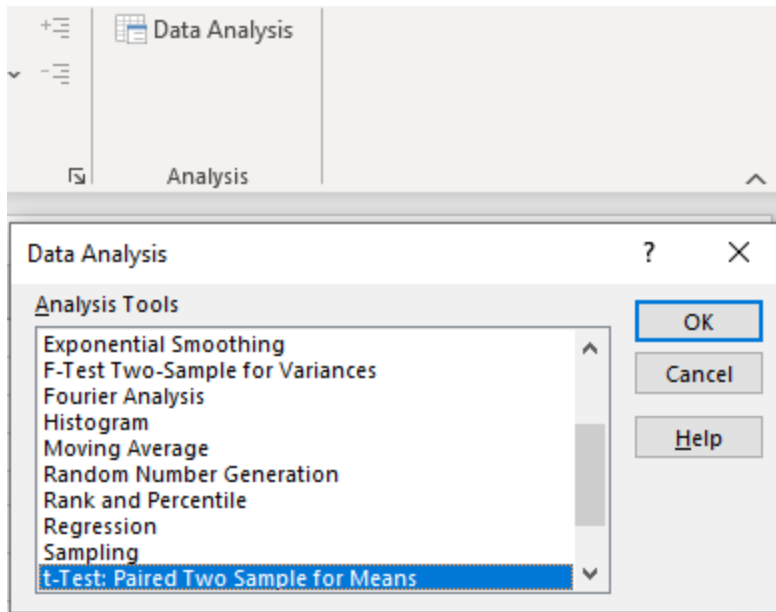 Data Analysis
Analysis
Data Analysis
?
Analysis Tools
Exponential Smoothing
F-Test Two-Sample for Variances
Fourier Analysis
Histogram
Moving Average
Random Number Generation
Rank and Percentile
Regression
Sampling
t-Test: Paired Two Sample for Means
OK
Cancel
Help